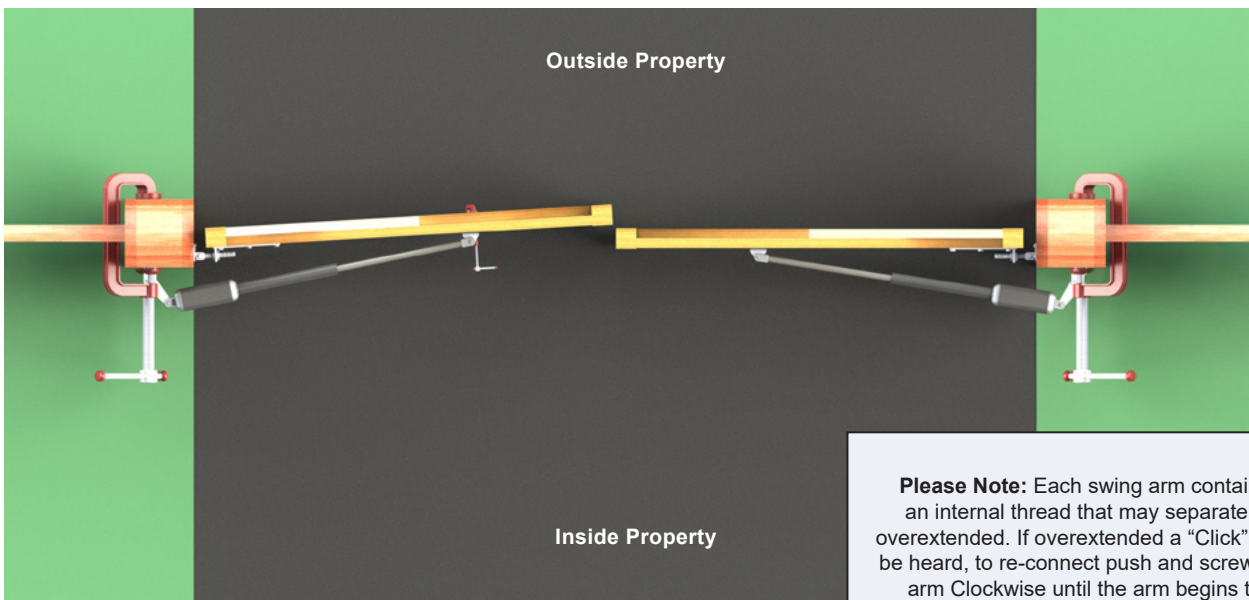 Outside Property
Inside Property
Please Note: Each swing arm contai
an internal thread that may separate
overextended. If overextended a “Click”
be heard, to re-connect push and screw
arm Clockwise until the arm begins t